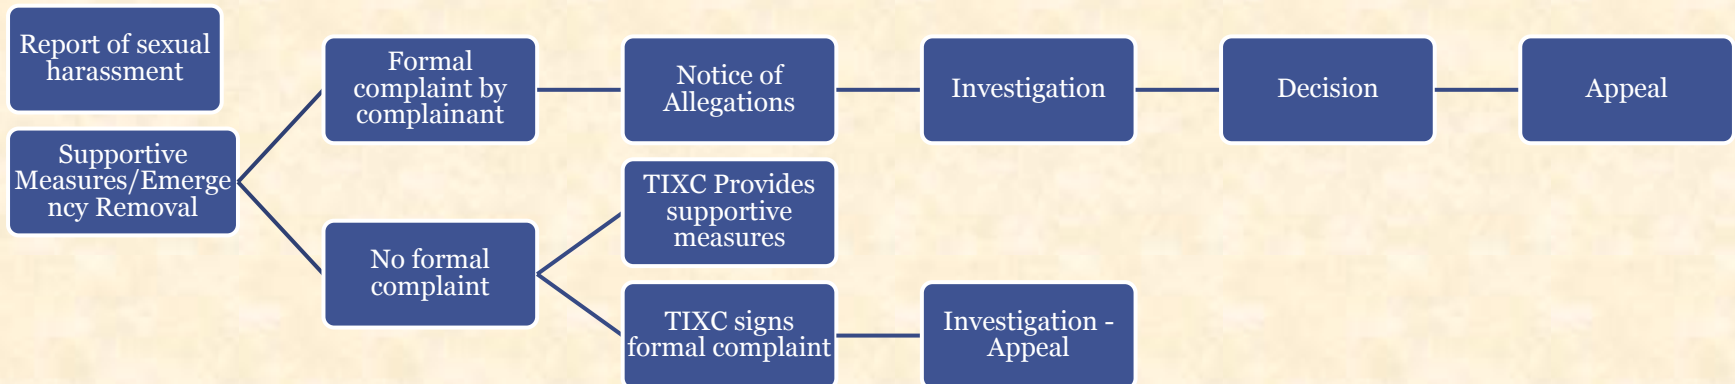 Report of sexual
harassment
Supportive
Measures/Emerge
ncy Removal
Formal
complaint by
complainant
Notice of
Allegations
Investigation
Decision
Appeal
No formal
complaint
TIXC Provides
supportive
measures
TIXC signs
formal complaint
Investigation -
Appeal